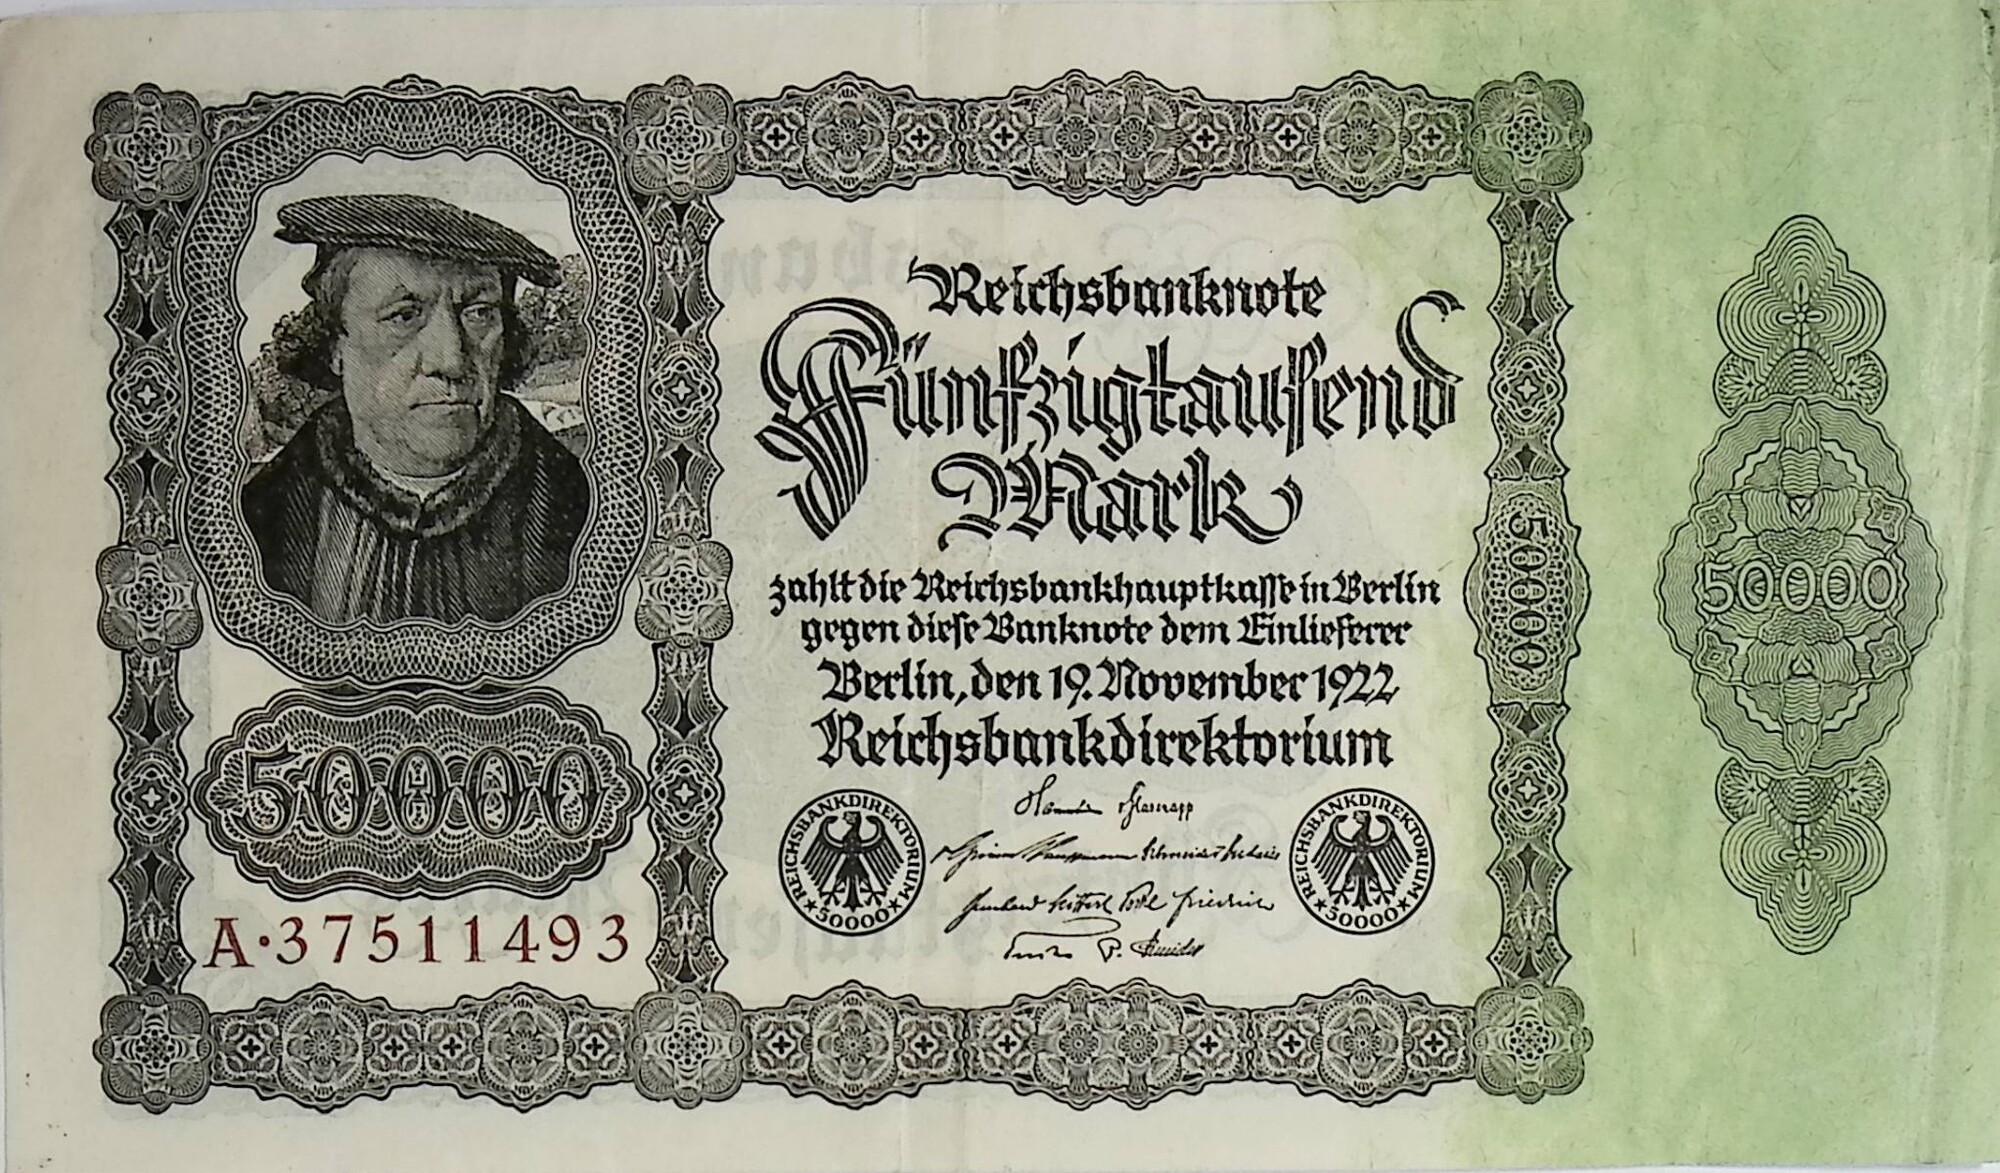 Reichsbanknote
Fünfzigtausend
Mark
zahlt die Reichsbankhauptkasse in Berlin
gegen diese Banknote dem Einlieferer
Berlin, den 19. November 1922
Reichsbankdirektorium
REICHSBANKDIREKTORIUM
★50000★
REICHSBANKDIREKTORIUM
★50000★
50000
A·37511493
50000
50000